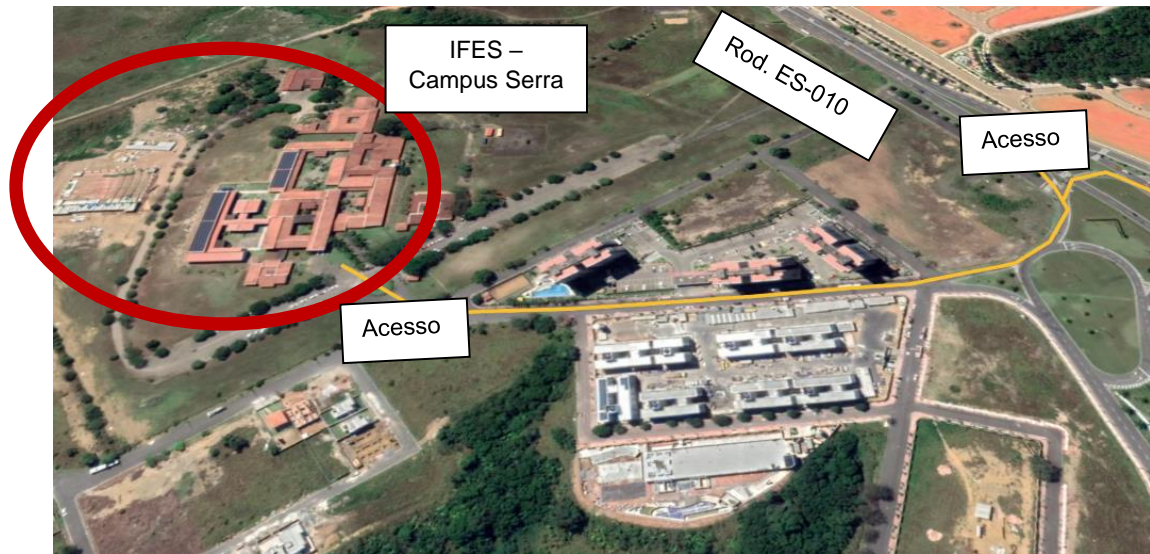 IFES –
Campus Serra
Rod. ES-010
Acesso
Acesso